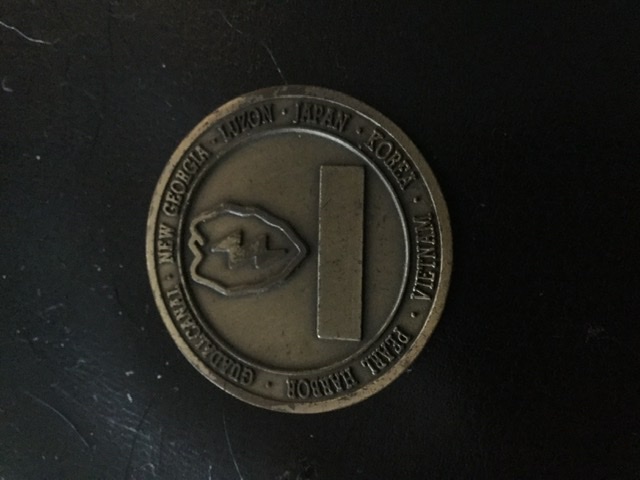 PEARL HARBOR · GUADALCANAL · NEW GEORGIA · LUZON · JAPAN · KOREA · VIETNAM ·